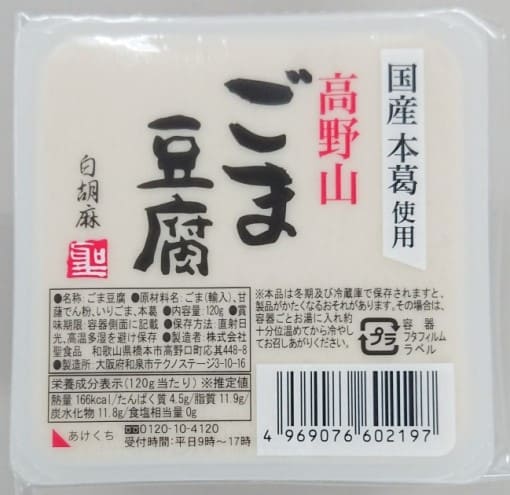 国産本葛使用
高野山
ごま
豆腐
白胡麻
聖
●名称:ごま豆腐 ●原材料名:ごま(輸入)、甘
藷でん粉、いりごま、本葛 ●内容量:120g ●賞
味期限:容器側面に記載 ●保存方法:直射日
光、高温多湿を避け保存 ●製造者:株式会社
聖食品 和歌山県橋本市高野口町応其448-8
●製造所:大阪府和泉市テクノステージ3-10-16
栄養成分表示(120g当たり)※推定値
熱量 166kcal/たんぱく質 4.5g/脂質 11.9g/
炭水化物 11.8g/食塩相当量 0g
あけくち
0120-10-4120
受付時間:平日9時~17時
※本品は冬期及び冷蔵庫で保存されますと、
製品がかたくなるおそれがあります。その場合は、
容器ごとお湯に入れ約
十分位温めてから冷やし
てお召しあがりください。
プラ
容器
フタフィルム
ラベル
4 969076 602197